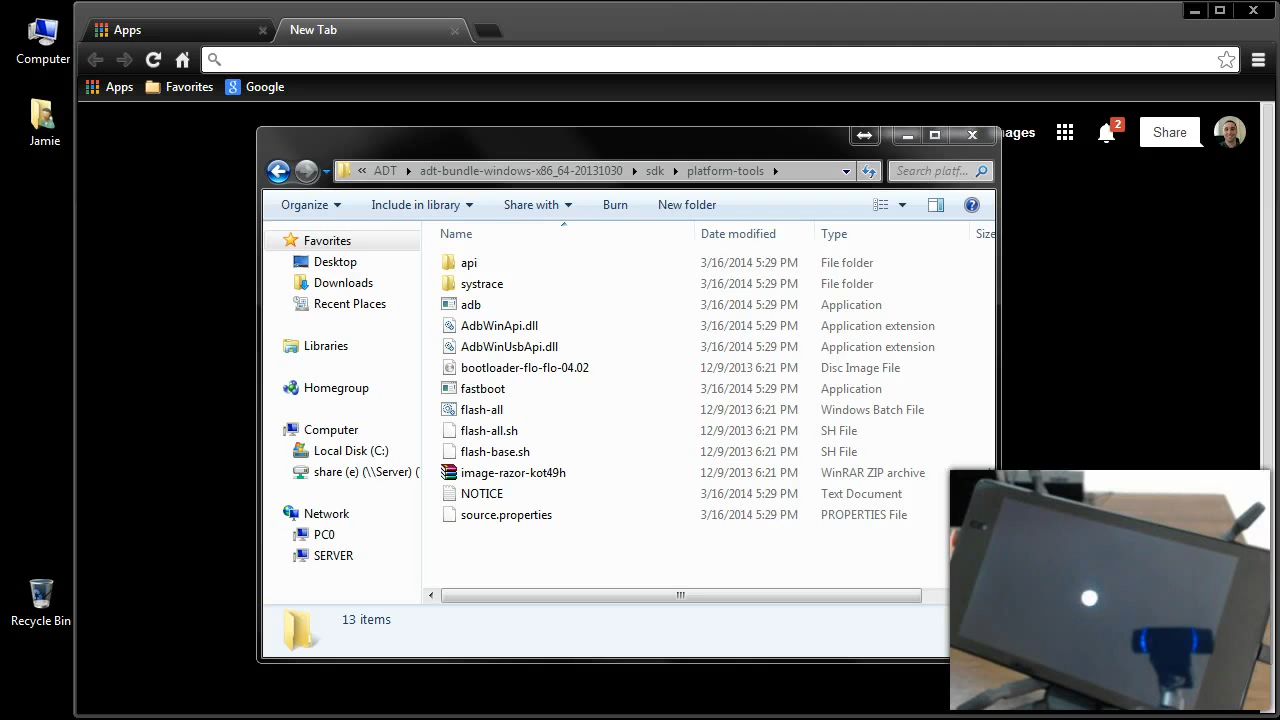 Computer
Jamie
Recycle Bin
Apps
New Tab
Apps
Favorites
Google
ages
2
Share
ADT
adt-bundle-windows-x86_64-20131030
sdk
platform-tools
Search platf...
Organize
Include in library
Share with
Burn
New folder
Name
Date modified
Type
Size
Favorites
Desktop
Downloads
Recent Places
Libraries
Homegroup
Computer
Local Disk (C:)
share (e) (\\Server) (
Network
PC0
SERVER
api 3/16/2014 5:29 PM File folder
systrace 3/16/2014 5:29 PM File folder
adb 3/16/2014 5:29 PM Application
AdbWinApi.dll 3/16/2014 5:29 PM Application extension
AdbWinUsbApi.dll 3/16/2014 5:29 PM Application extension
bootloader-flo-flo-04.02 12/9/2013 6:21 PM Disc Image File
fastboot 3/16/2014 5:29 PM Application
flash-all 12/9/2013 6:21 PM Windows Batch File
flash-all.sh 12/9/2013 6:21 PM SH File
flash-base.sh 12/9/2013 6:21 PM SH File
image-razor-kot49h 12/9/2013 6:21 PM WinRAR ZIP archive
NOTICE 3/16/2014 5:29 PM Text Document
source.properties 3/16/2014 5:29 PM PROPERTIES File
13 items